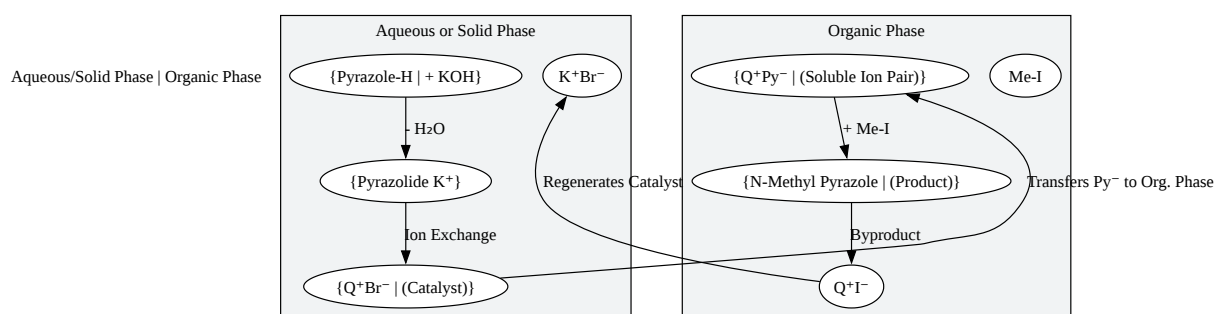 Aqueous or Solid Phase
Organic Phase
Aqueous/Solid Phase | Organic Phase
{Pyrazole-H | + KOH}
K⁺Br⁻
{Q⁺Py⁻ | (Soluble Ion Pair)}
Me-I
- H₂O
+ Me-I
{Pyrazolide K⁺}
Regenerates Catalyst
{N-Methyl Pyrazole | (Product)}
Transfers Py⁻ to Org. Phase
Ion Exchange
Byproduct
{Q⁺Br⁻ | (Catalyst)}
Q⁺I⁻